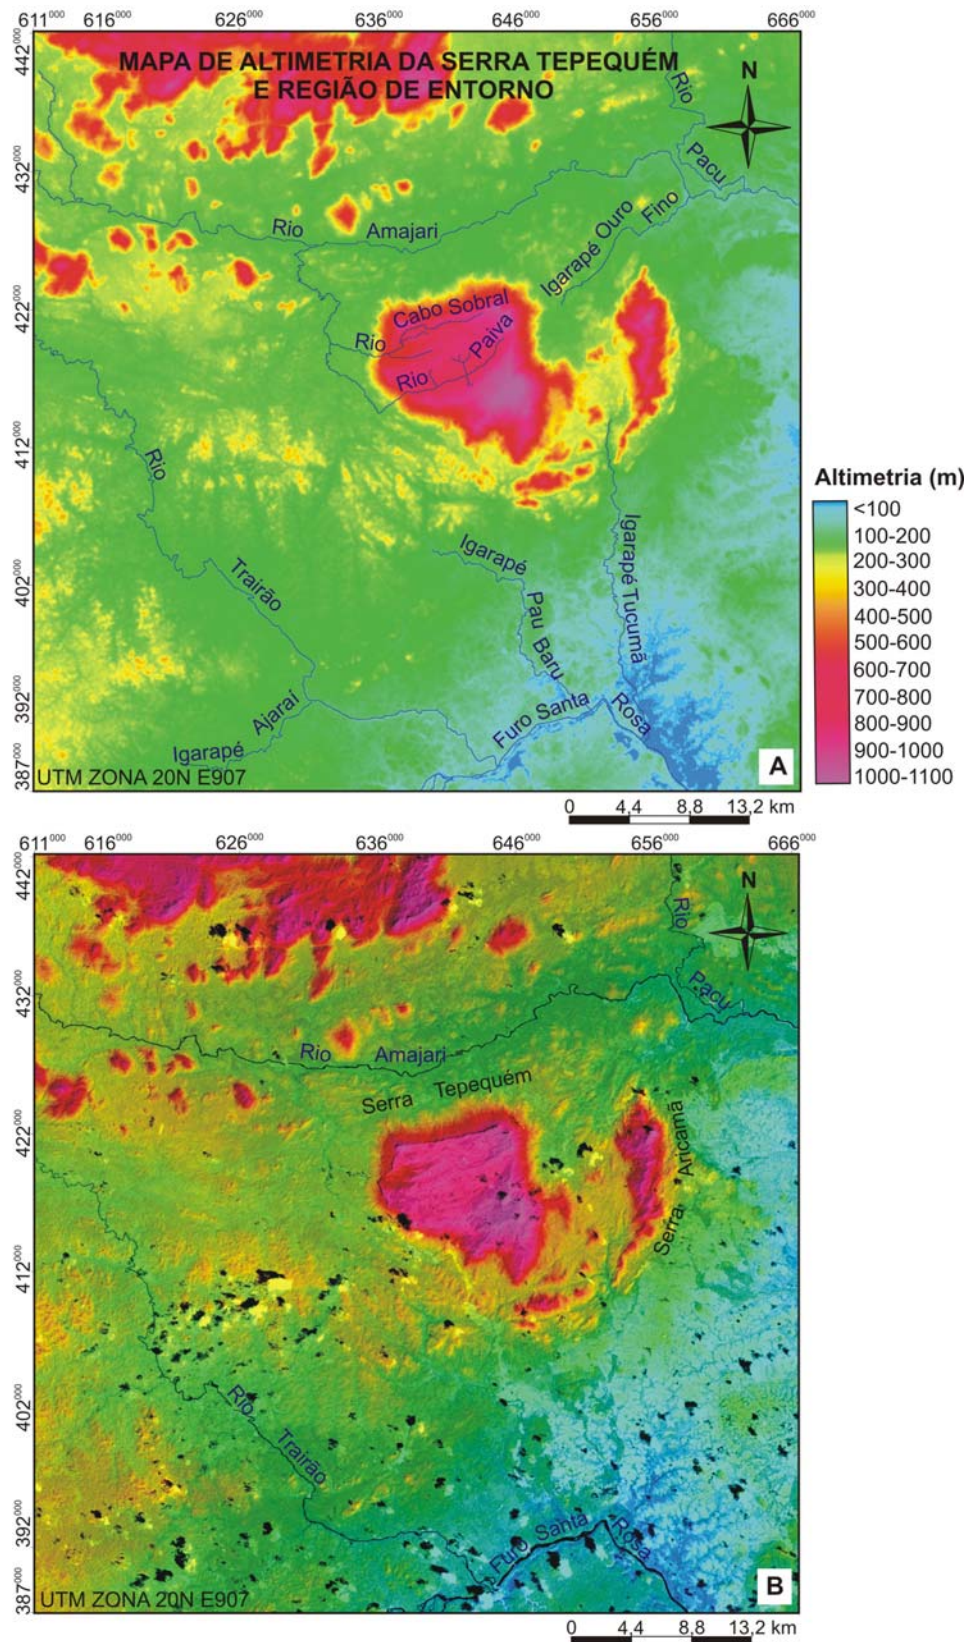 611000 616000 626000 636000 646000 656000 666000
MAPA DE ALTIMETRIA DA SERRA TEPEQUÉM
E REGIÃO DE ENTORNO
N
442000
432000
422000
412000
402000
392000
387000
Rio
Pacu
Rio Amajari
Igarapé Ouro Fino
Rio Cabo Sobral
Rio Paiva
Rio Trairão
Igarapé Pau Baru
Igarapé Tucumã
Igarapé Ajaraí
Furo Santa Rosa
UTM ZONA 20N E907
A
Altimetria (m)
<100
100-200
200-300
300-400
400-500
500-600
600-700
700-800
800-900
900-1000
1000-1100
0 4,4 8,8 13,2 km
611000 616000 626000 636000 646000 656000 666000
N
442000
432000
422000
412000
402000
392000
387000
Rio
Pacu
Rio Amajari
Serra Tepequém
Serra Aricamã
Rio Trairão
Furo Santa Rosa
UTM ZONA 20N E907
B
0 4,4 8,8 13,2 km